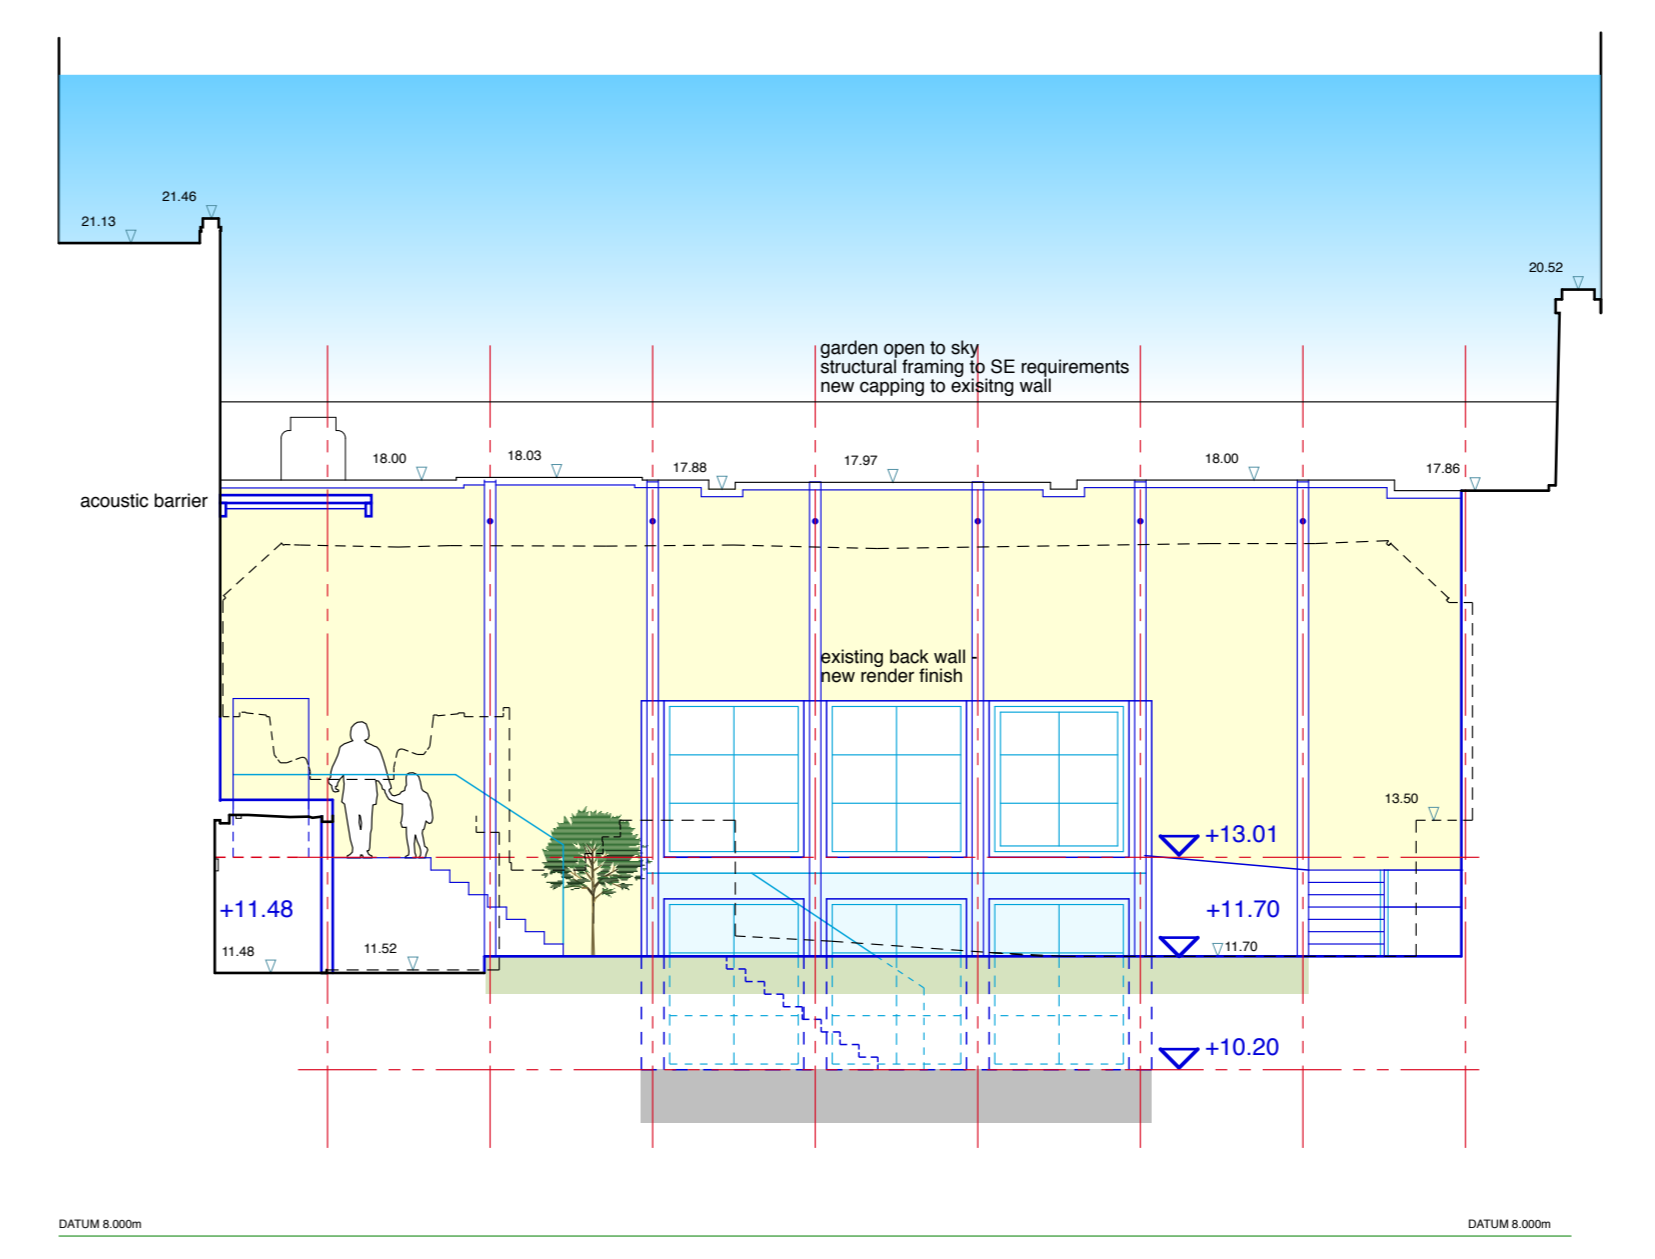 21.46
21.13
20.52
garden open to sky
structural framing to SE requirements
new capping to exisitng wall
18.00
18.03
17.88
17.97
18.00
17.86
acoustic barrier
existing back wall
new render finish
13.50
+13.01
+11.48
+11.70
11.48
11.52
11.70
+10.20
DATUM 8.000m
DATUM 8.000m